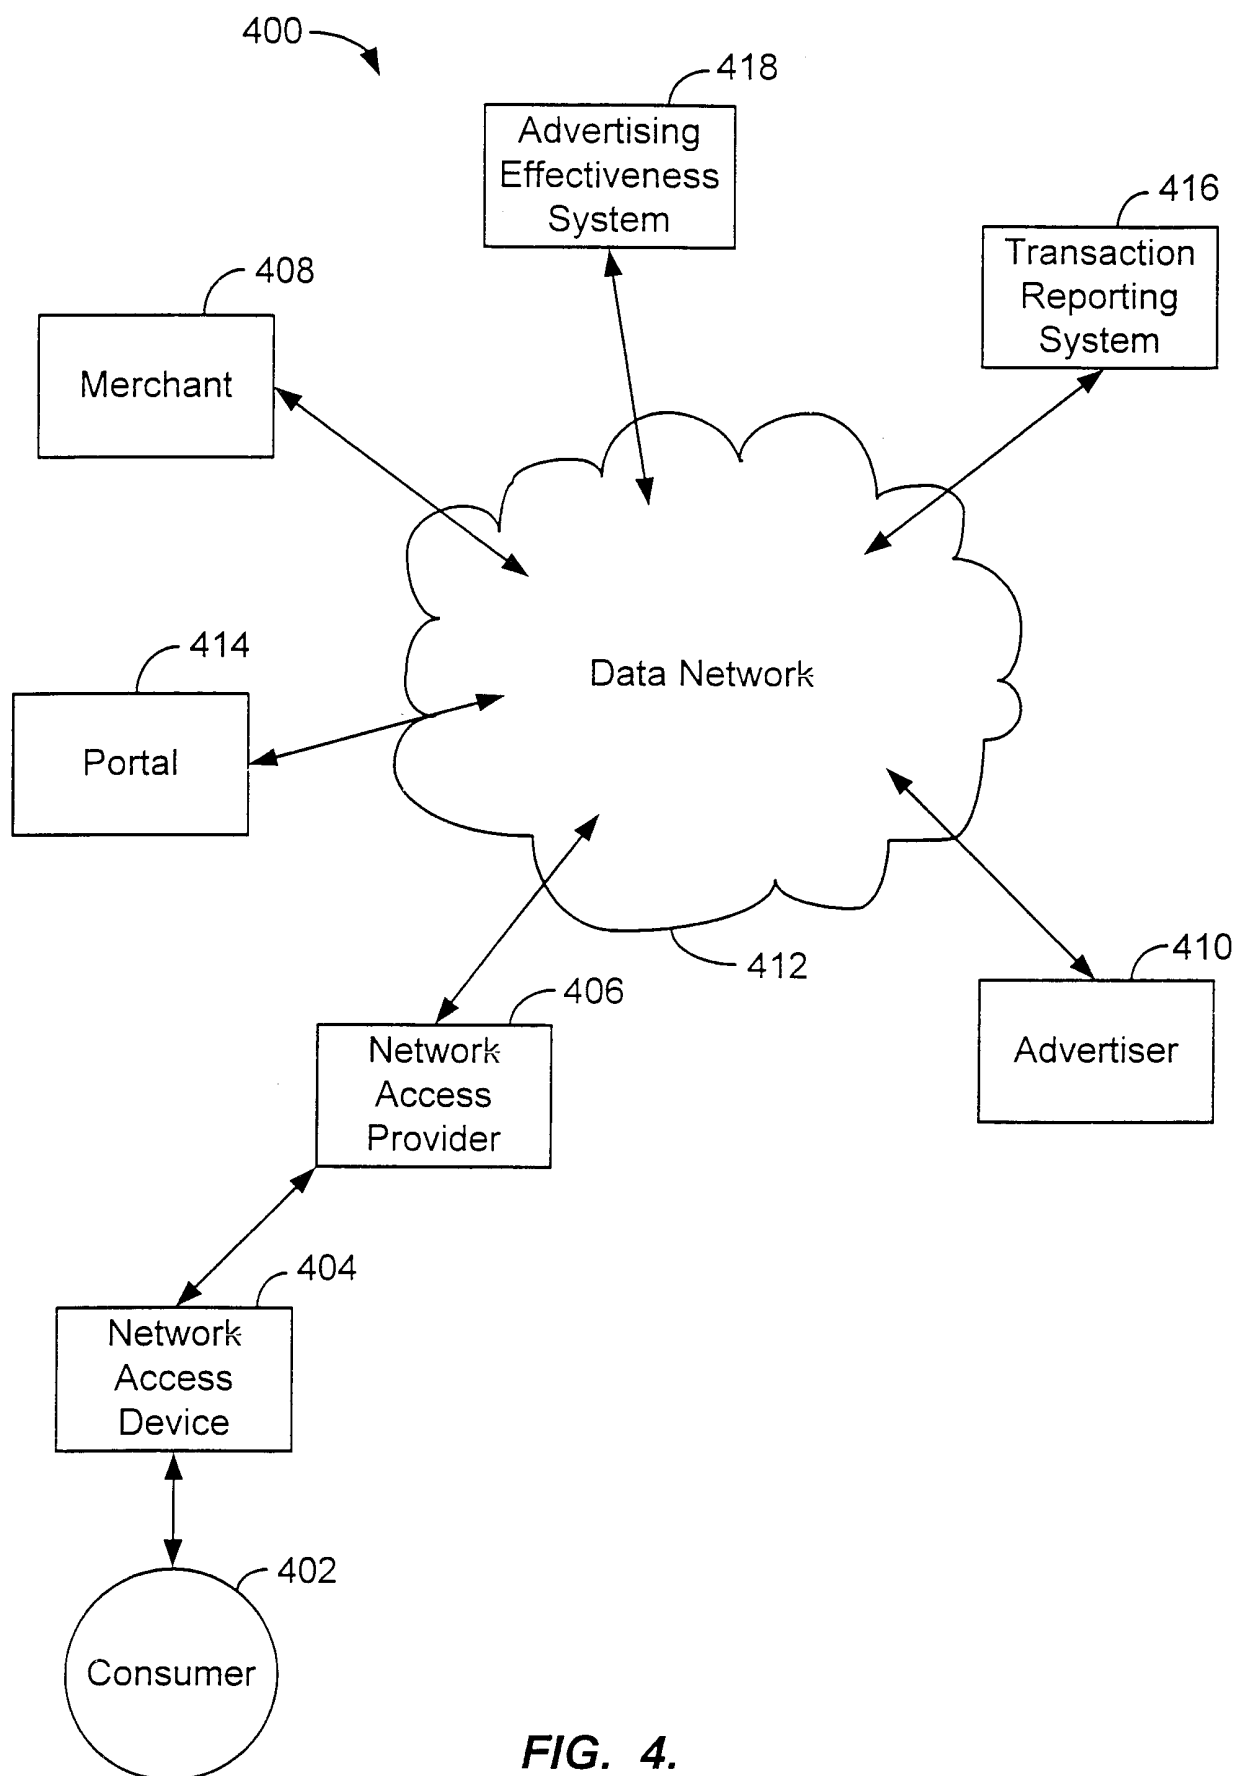 400
418
Advertising
Effectiveness
System
416
Transaction
Reporting
System
408
Merchant
414
Portal
Data Network
412
410
Advertiser
406
Network
Access
Provider
404
Network
Access
Device
402
Consumer
FIG. 4.